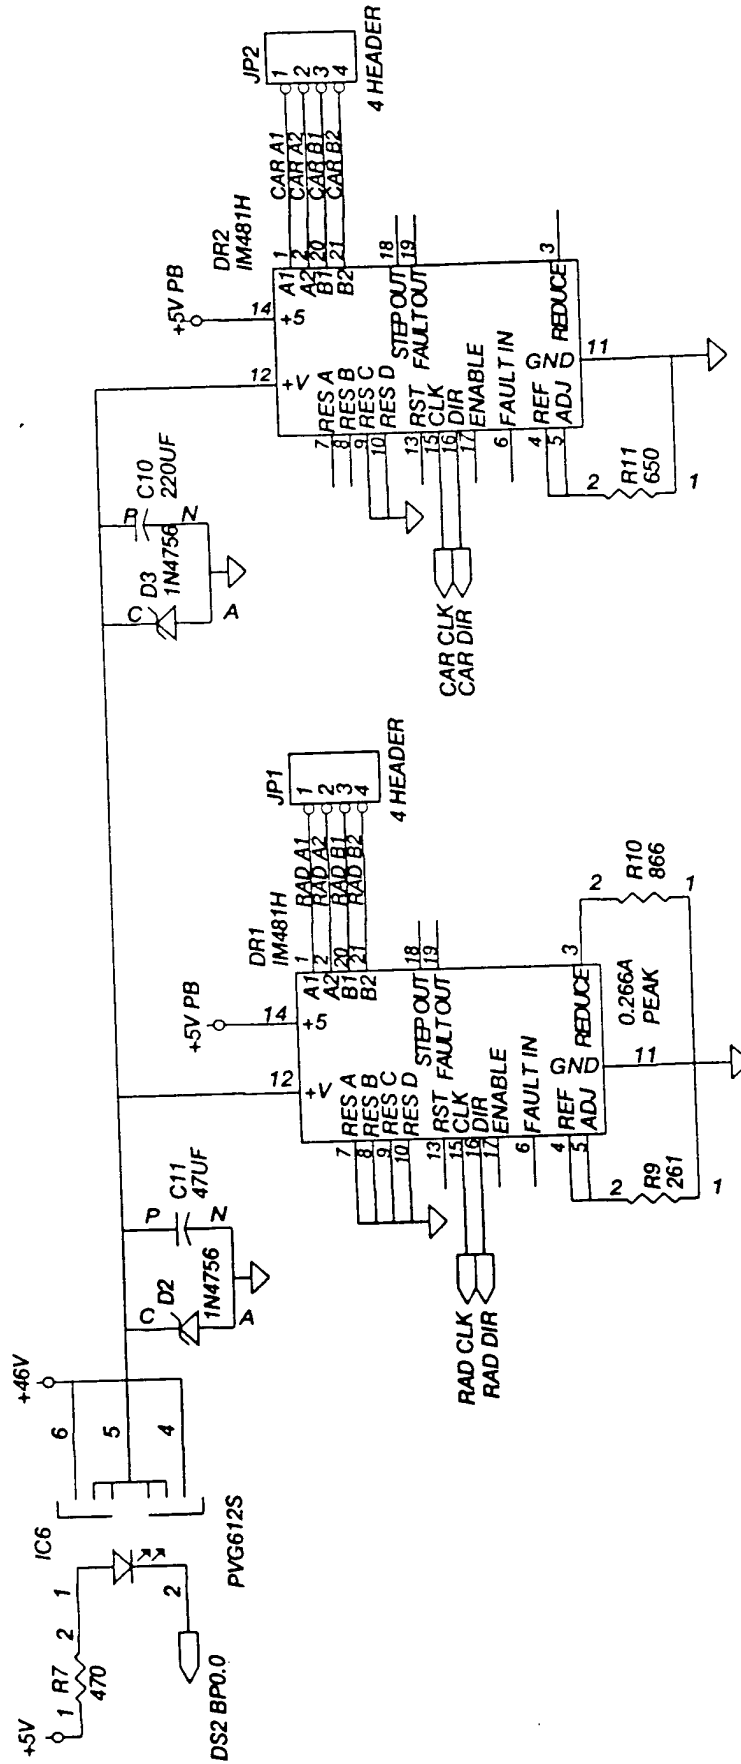 +5V
1 R7 2
470
1
IC6
2
DS2 BP0.0
PVG612S
+46V
6
5
4
C
D2
1N4756
A
P
C11
47UF
N
+5V PB
14
12
DR1
IM481H
+V
+5
A1
A2
B1
B2
1
2
20
21
RAD A1
RAD A2
RAD B1
RAD B2
JP1
1
2
3
4
4 HEADER
7
8
9
10
RES A
RES B
RES C
RES D
STEP OUT
FAULT OUT
18
19
13
15
16
17
RST
CLK
DIR
ENABLE
6
FAULT IN
4
5
REF
ADJ
GND
11
REDUCE
3
RAD CLK
RAD DIR
2
R9
261
1
0.266A
PEAK
2
R10
866
1
C
D3
1N4756
A
P
C10
220UF
N
+5V PB
14
12
DR2
IM481H
+V
+5
A1
A2
B1
B2
1
2
20
21
CAR A1
CAR A2
CAR B1
CAR B2
JP2
1
2
3
4
4 HEADER
7
8
9
10
RES A
RES B
RES C
RES D
STEP OUT
FAULT OUT
18
19
13
15
16
17
RST
CLK
DIR
ENABLE
6
FAULT IN
4
5
REF
ADJ
GND
11
REDUCE
3
CAR CLK
CAR DIR
2
R11
650
1